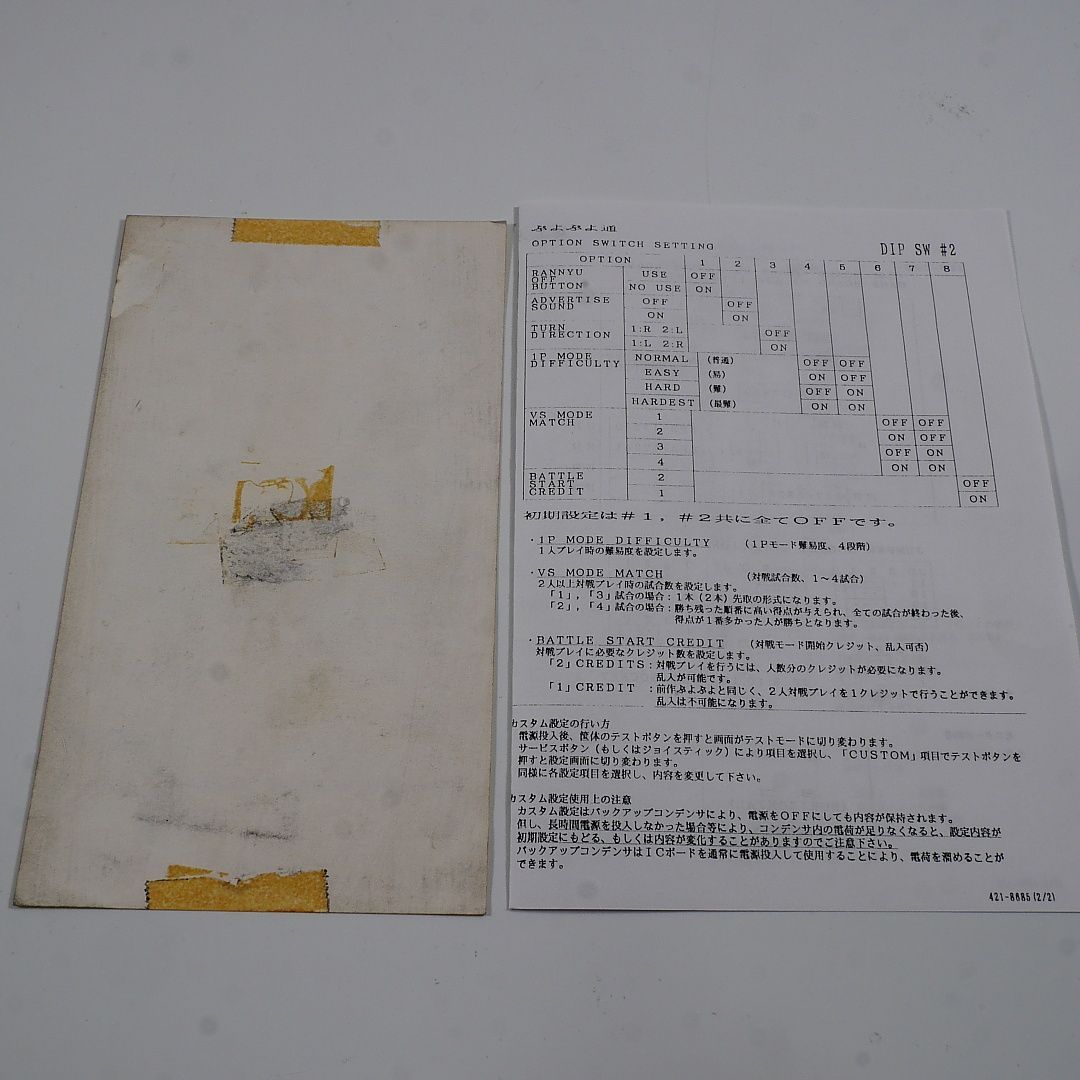 ぷよぷよ通
OPTION SWITCH SETTING DIP SW #2
OPTION 1 2 3 4 5 6 7 8
RANNYU OFF BUTTON USE OFF
NO USE ON
ADVERTISE SOUND OFF OFF
ON ON
TURN DIRECTION 1:R 2:L OFF
1:L 2:R ON
1P MODE DIFFICULTY NORMAL (普通) OFF OFF
EASY (易) ON OFF
HARD (難) OFF ON
HARDEST (最難) ON ON
VS MODE MATCH 1 OFF OFF
2 ON OFF
3 OFF ON
4 ON ON
BATTLE START CREDIT 2 OFF
1 ON
初期設定は#1,#2共に全てOFFです。
・1P MODE DIFFICULTY (1Pモード難易度、4段階)
1人プレイ時の難易度を設定します。
・VS MODE MATCH (対戦試合数、1〜4試合)
2人以上対戦プレイ時の試合数を設定します。
「1」,「3」試合の場合:1本(2本)先取の形式になります。
「2」,「4」試合の場合:勝ち残った順番に高い得点が与えられ、全ての試合が終わった後、
得点が1番多かった人が勝ちとなります。
・BATTLE START CREDIT (対戦モード開始クレジット、乱入可否)
対戦プレイに必要なクレジット数を設定します。
「2」CREDITS:対戦プレイを行うには、人数分のクレジットが必要になります。
乱入が可能です。
「1」CREDIT :前作ぷよぷよと同じく、2人対戦プレイを1クレジットで行うことができます。
乱入は不可能になります。
カスタム設定の行い方
電源投入後、筐体のテストボタンを押すと画面がテストモードに切り変わります。
サービスボタン(もしくはジョイスティック)により項目を選択し、「CUSTOM」項目でテストボタンを
押すと設定画面に切り変わります。
同様に各設定項目を選択し、内容を変更して下さい。
カスタム設定使用上の注意
カスタム設定はバックアップコンデンサにより、電源をOFFにしても内容が保持されます。
但し、長時間電源を投入しなかった場合等により、コンデンサ内の電荷が足りなくなると、設定内容が
初期設定にもどる、もしくは内容が変化することがありますのでご注意下さい。
バックアップコンデンサはICボードを通常に電源投入して使用することにより、電荷を溜めることが
できます。
421-8685(2/2)